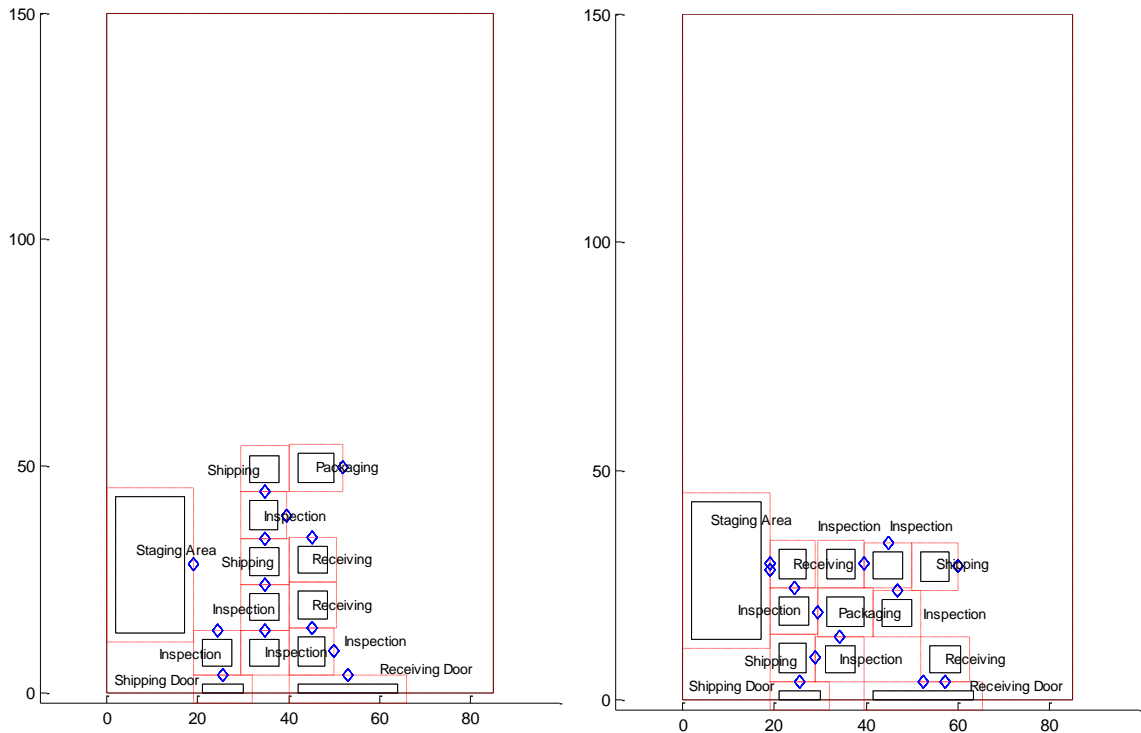 150
100
50
0
0
20
40
60
80
Shipping
Packaging
Inspection
Staging Area
Shipping
Receiving
Inspection
Receiving
Inspection
Inspection
Inspection
Shipping Door
Receiving Door
150
100
50
0
0
20
40
60
80
Staging Area
Inspection
Inspection
Receiving
Shipping
Inspection
Packaging
Inspection
Shipping
Inspection
Receiving
Shipping Door
Receiving Door